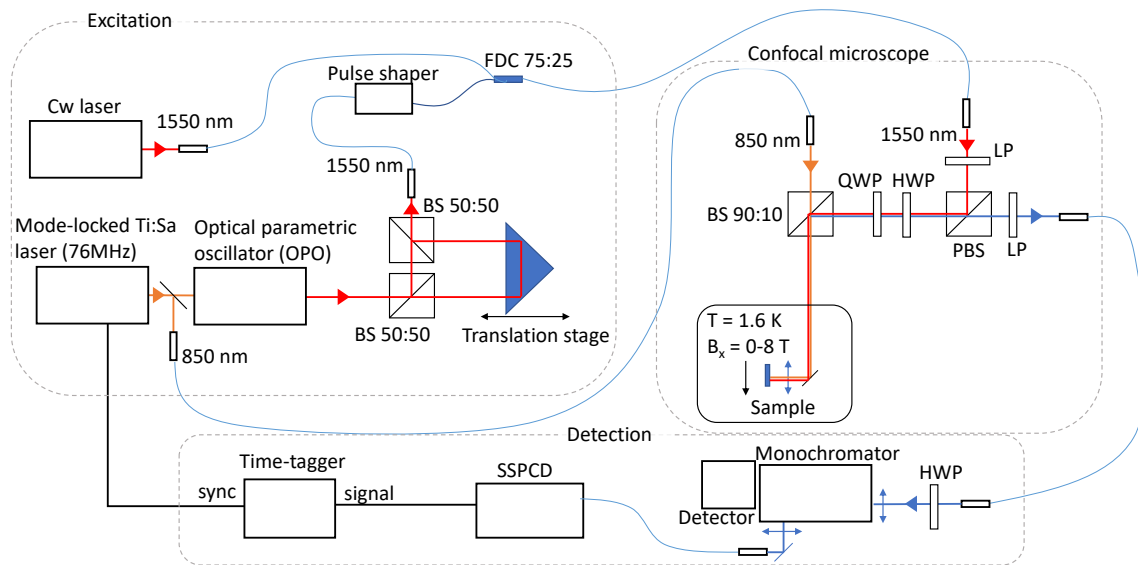 Excitation
FDC 75:25
Pulse shaper
Cw laser
1550 nm
1550 nm
BS 50:50
Mode-locked Ti:Sa
laser (76MHz)
Optical parametric
oscillator (OPO)
BS 50:50
Translation stage
850 nm
Confocal microscope
850 nm
1550 nm
LP
QWP
HWP
BS 90:10
PBS
LP
T = 1.6 K
Bx = 0-8 T
Sample
Detection
Time-tagger
sync
signal
SSPCD
Monochromator
HWP
Detector